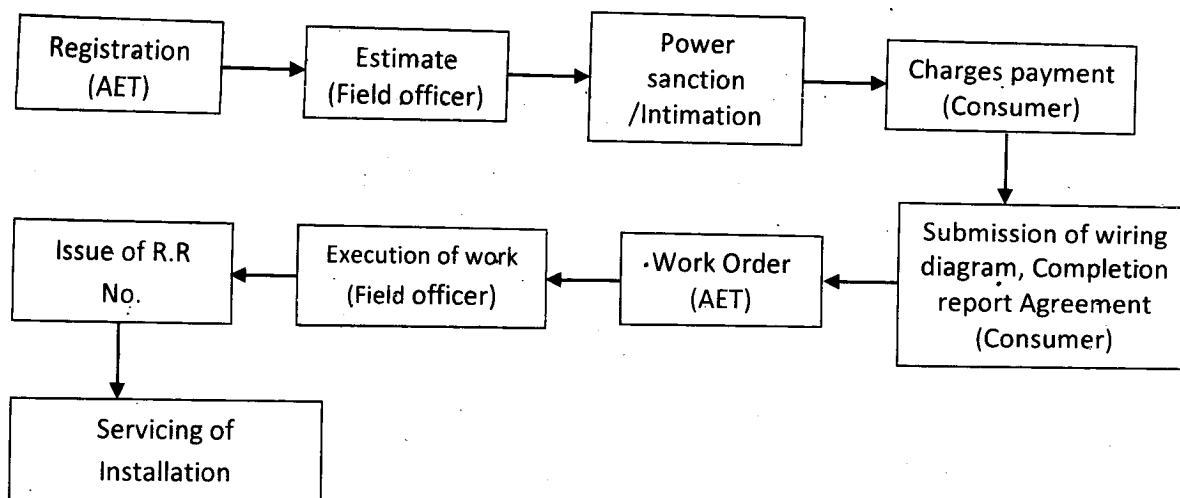 Registration
(AET)
Estimate
(Field officer)
Power
sanction
/Intimation
Charges payment
(Consumer)
Submission of wiring
diagram, Completion
report Agreement
(Consumer)
Work Order
(AET)
Execution of work
(Field officer)
Issue of R.R
No.
Servicing of
Installation